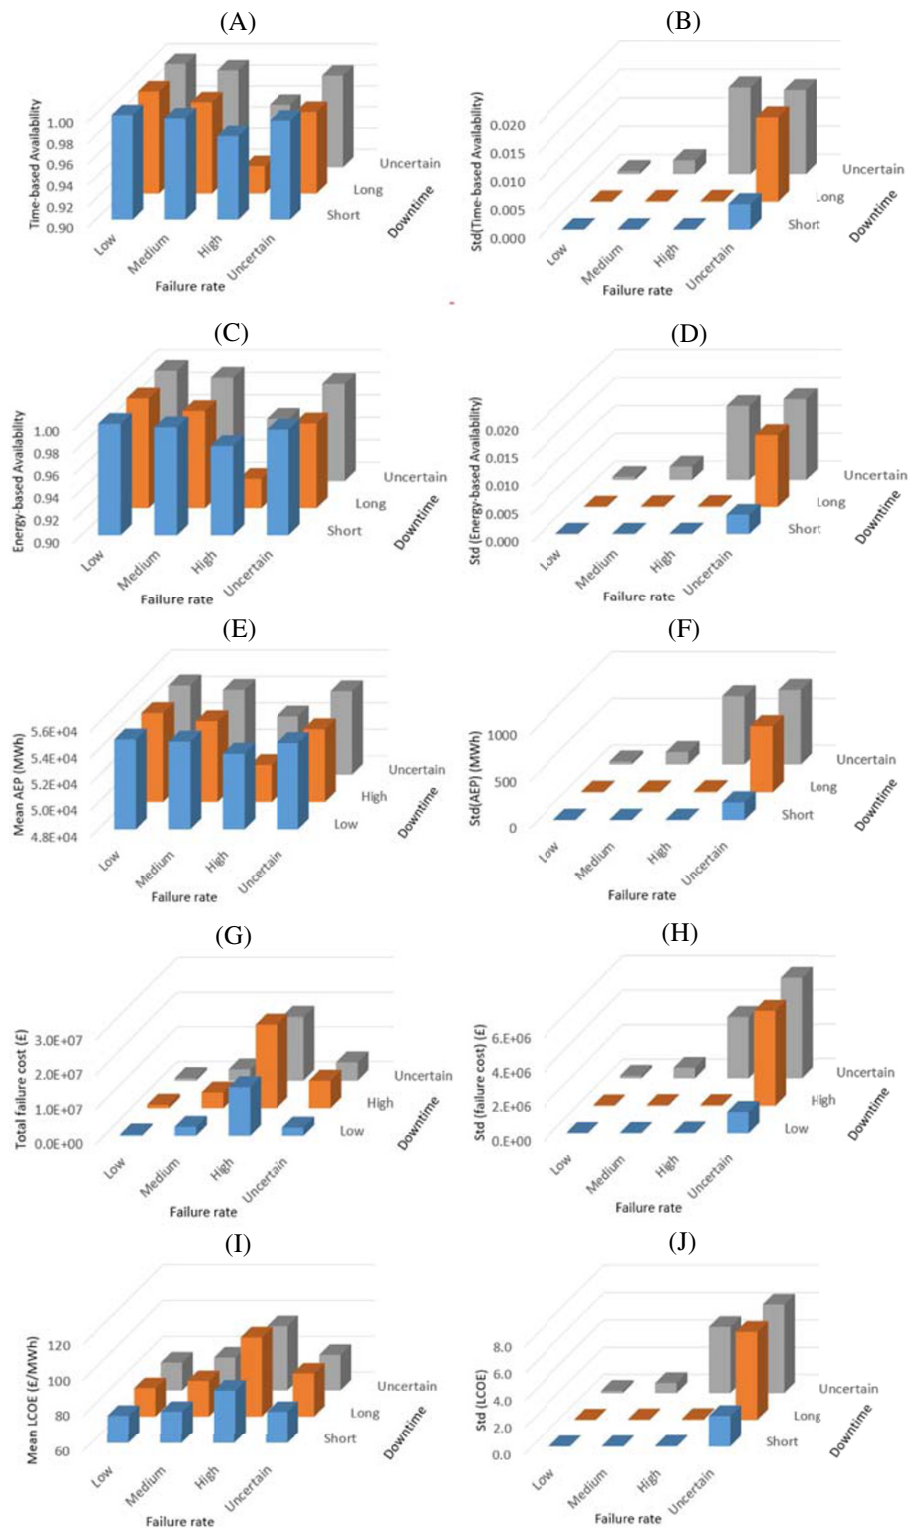 (A)
Time-based Availability
1.00
0.98
0.96
0.94
0.92
0.90
Low
Medium
High
Uncertain
Failure rate
Short
Long
Uncertain
Downtime
(B)
Std(Time-based Availability)
0.020
0.015
0.010
0.005
0.000
Low
Medium
High
Uncertain
Failure rate
Short
Long
Uncertain
Downtime
(C)
Energy-based Availability
1.00
0.98
0.96
0.94
0.92
0.90
Low
Medium
High
Uncertain
Failure rate
Short
Long
Uncertain
Downtime
(D)
Std (Energy-based Availability)
0.020
0.015
0.010
0.005
0.000
Low
Medium
High
Uncertain
Failure rate
Short
Long
Uncertain
Downtime
(E)
Mean AEP (MWh)
5.6E+04
5.4E+04
5.2E+04
5.0E+04
4.8E+04
Low
Medium
High
Uncertain
Failure rate
Low
High
Uncertain
Downtime
(F)
Std(AEP) (MWh)
1000
500
0
Low
Medium
High
Uncertain
Failure rate
Short
Long
Uncertain
Downtime
(G)
Total failure cost (£)
3.0E+07
2.0E+07
1.0E+07
0.0E+00
Low
Medium
High
Uncertain
Failure rate
Low
High
Uncertain
Downtime
(H)
Std (failure cost) (£)
6.E+06
4.E+06
2.E+06
0.E+00
Low
Medium
High
Uncertain
Failure rate
Low
High
Uncertain
Downtime
(I)
Mean LCOE (£/MWh)
120
100
80
60
Low
Medium
High
Uncertain
Failure rate
Short
Long
Uncertain
Downtime
(J)
Std (LCOE)
8.0
6.0
4.0
2.0
0.0
Low
Medium
High
Uncertain
Failure rate
Short
Long
Uncertain
Downtime